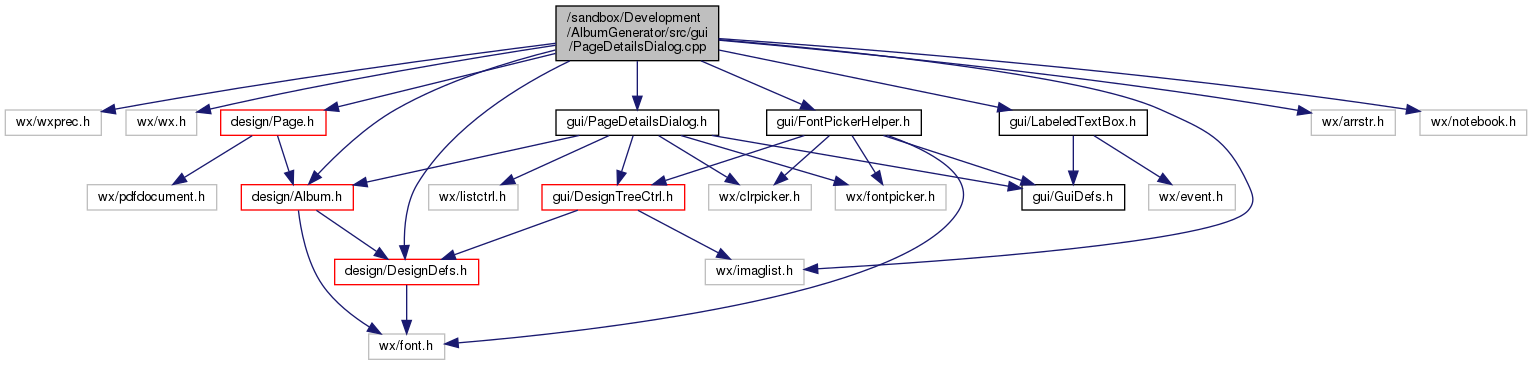 /sandbox/Development
/AlbumGenerator/src/gui
/PageDetailsDialog.cpp
wx/wxprec.h
wx/wx.h
design/Page.h
gui/PageDetailsDialog.h
gui/FontPickerHelper.h
gui/LabeledTextBox.h
wx/arrstr.h
wx/notebook.h
wx/pdfdocument.h
design/Album.h
wx/listctrl.h
gui/DesignTreeCtrl.h
wx/clrpicker.h
wx/fontpicker.h
gui/GuiDefs.h
wx/event.h
design/DesignDefs.h
wx/imaglist.h
wx/font.h